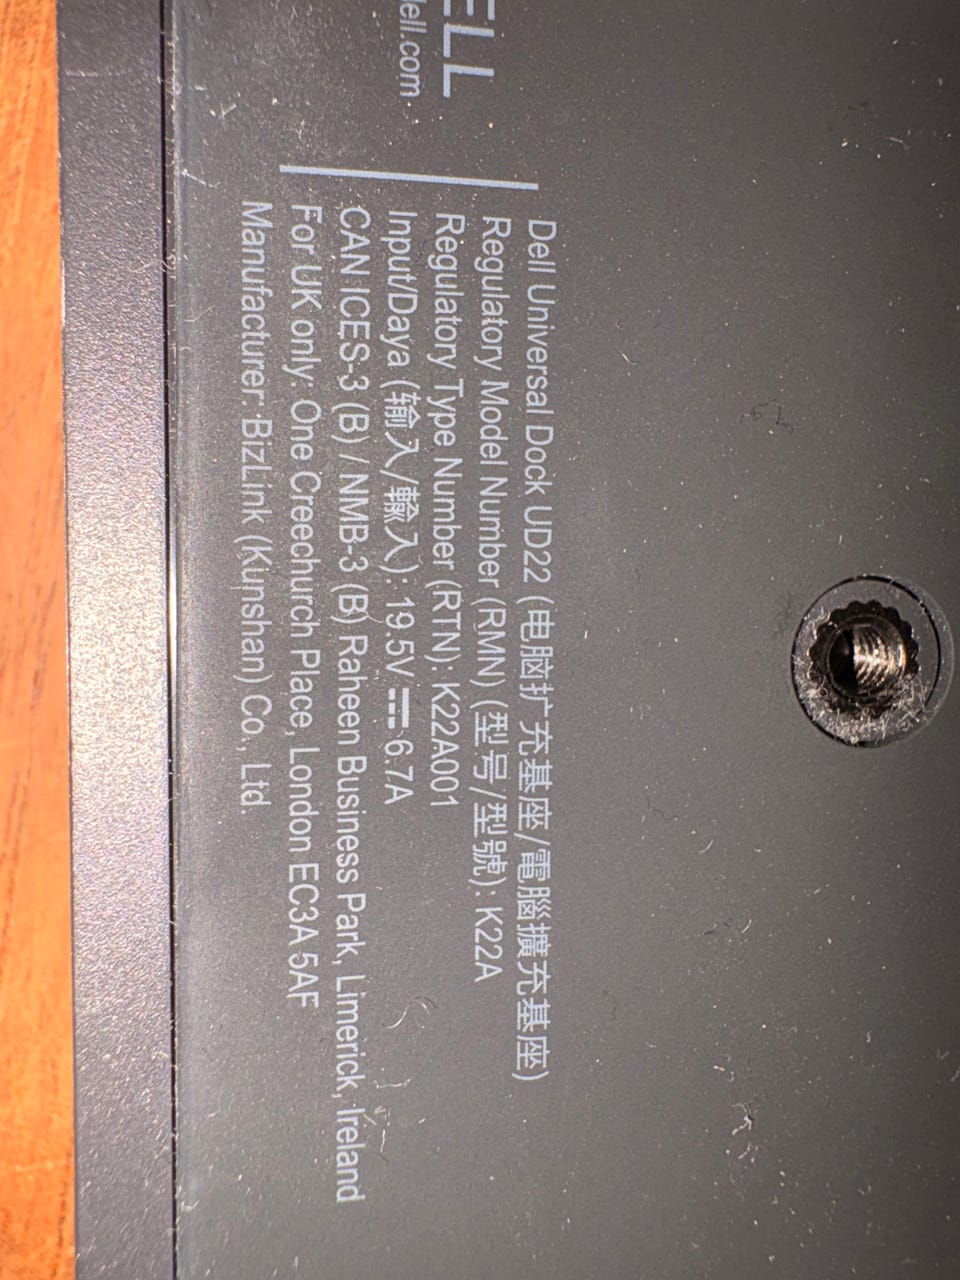 ELL
ell.com
Dell Universal Dock UD22 (电脑扩充基座/電腦擴充基座)
Regulatory Model Number (RMN) (型号/型號): K22A
Regulatory Type Number (RTN): K22A001
Input/Daya (输入/輸入): 19.5V⎓6.7A
CAN ICES-3 (B) / NMB-3 (B) Raheen Business Park, Limerick, Ireland
For UK only: One Creechurch Place, London EC3A 5AF
Manufacturer: BizLink (Kunshan) Co., Ltd.